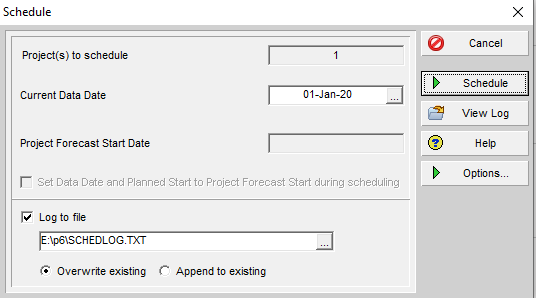 Schedule
Project(s) to schedule
1
Cancel
Current Data Date
01-Jan-20
...
Schedule
View Log
Project Forecast Start Date
Help
Set Data Date and Planned Start to Project Forecast Start during scheduling
Options...
Log to file
E:\p6\SCHEDLOG.TXT
...
Overwrite existing
Append to existing